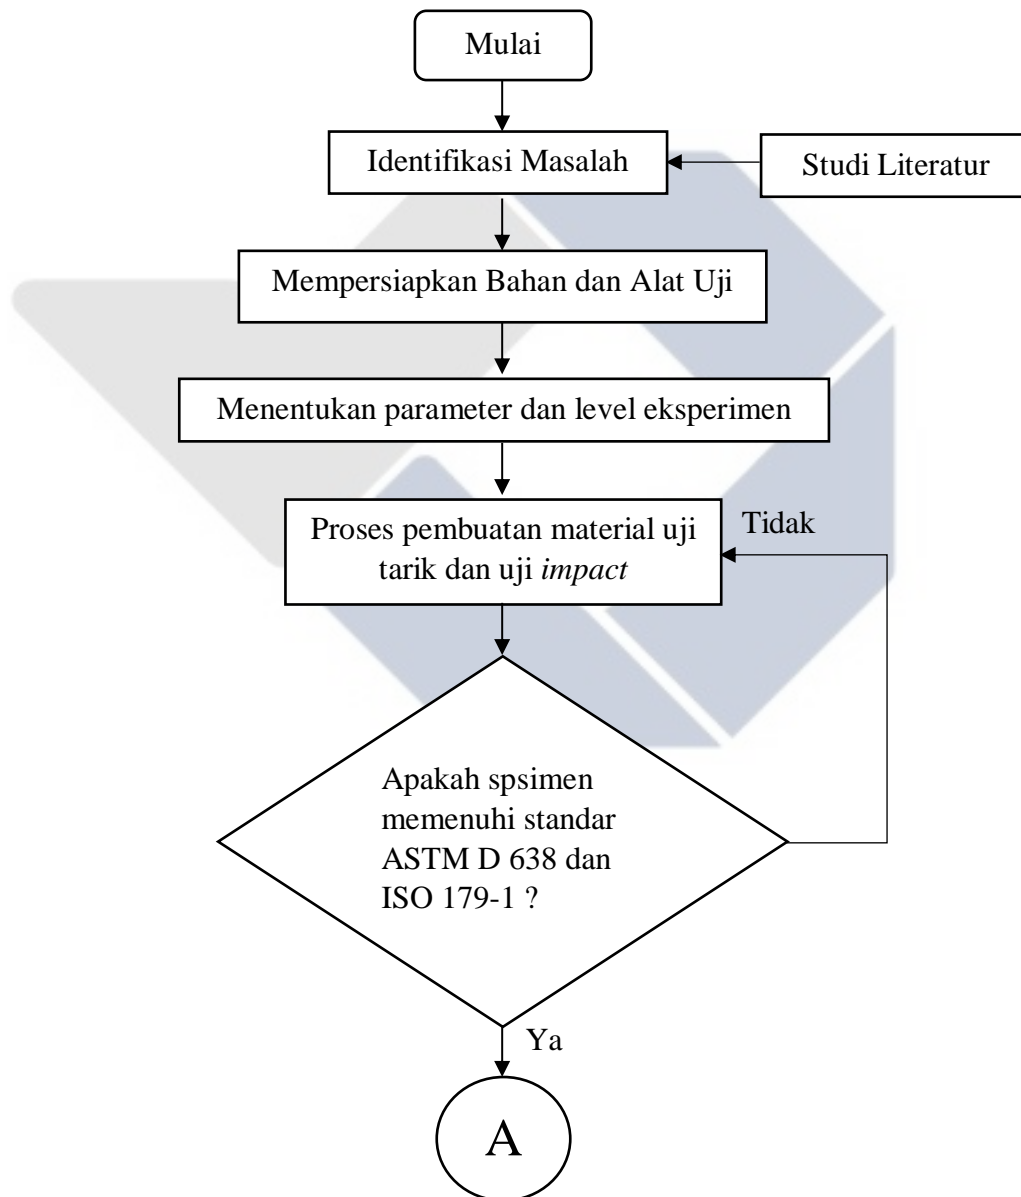 Mulai
Identifikasi Masalah
Studi Literatur
Mempersiapkan Bahan dan Alat Uji
Menentukan parameter dan level eksperimen
Proses pembuatan material uji
tarik dan uji impact
Tidak
Apakah spsimen
memenuhi standar
ASTM D 638 dan
ISO 179-1 ?
Ya
A